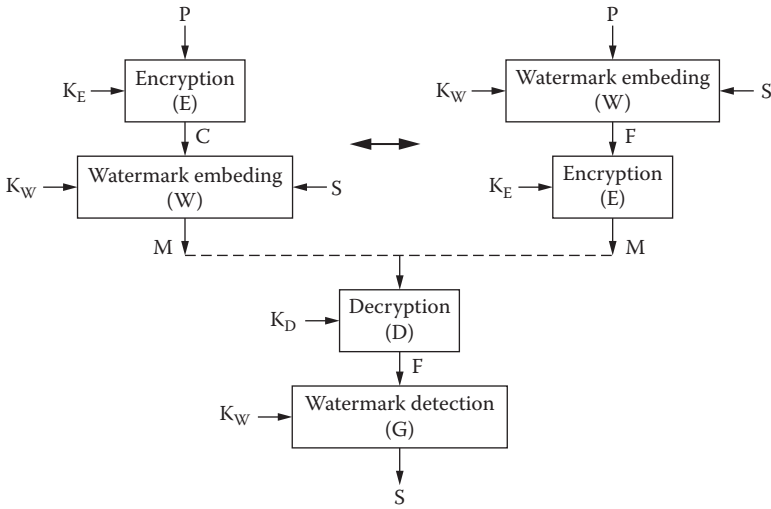 P
Encryption
(E)
K_E
C
Watermark embeding
(W)
K_W
S
M
P
Watermark embeding
(W)
K_W
S
F
Encryption
(E)
K_E
M
Decryption
(D)
K_D
F
Watermark detection
(G)
K_W
S